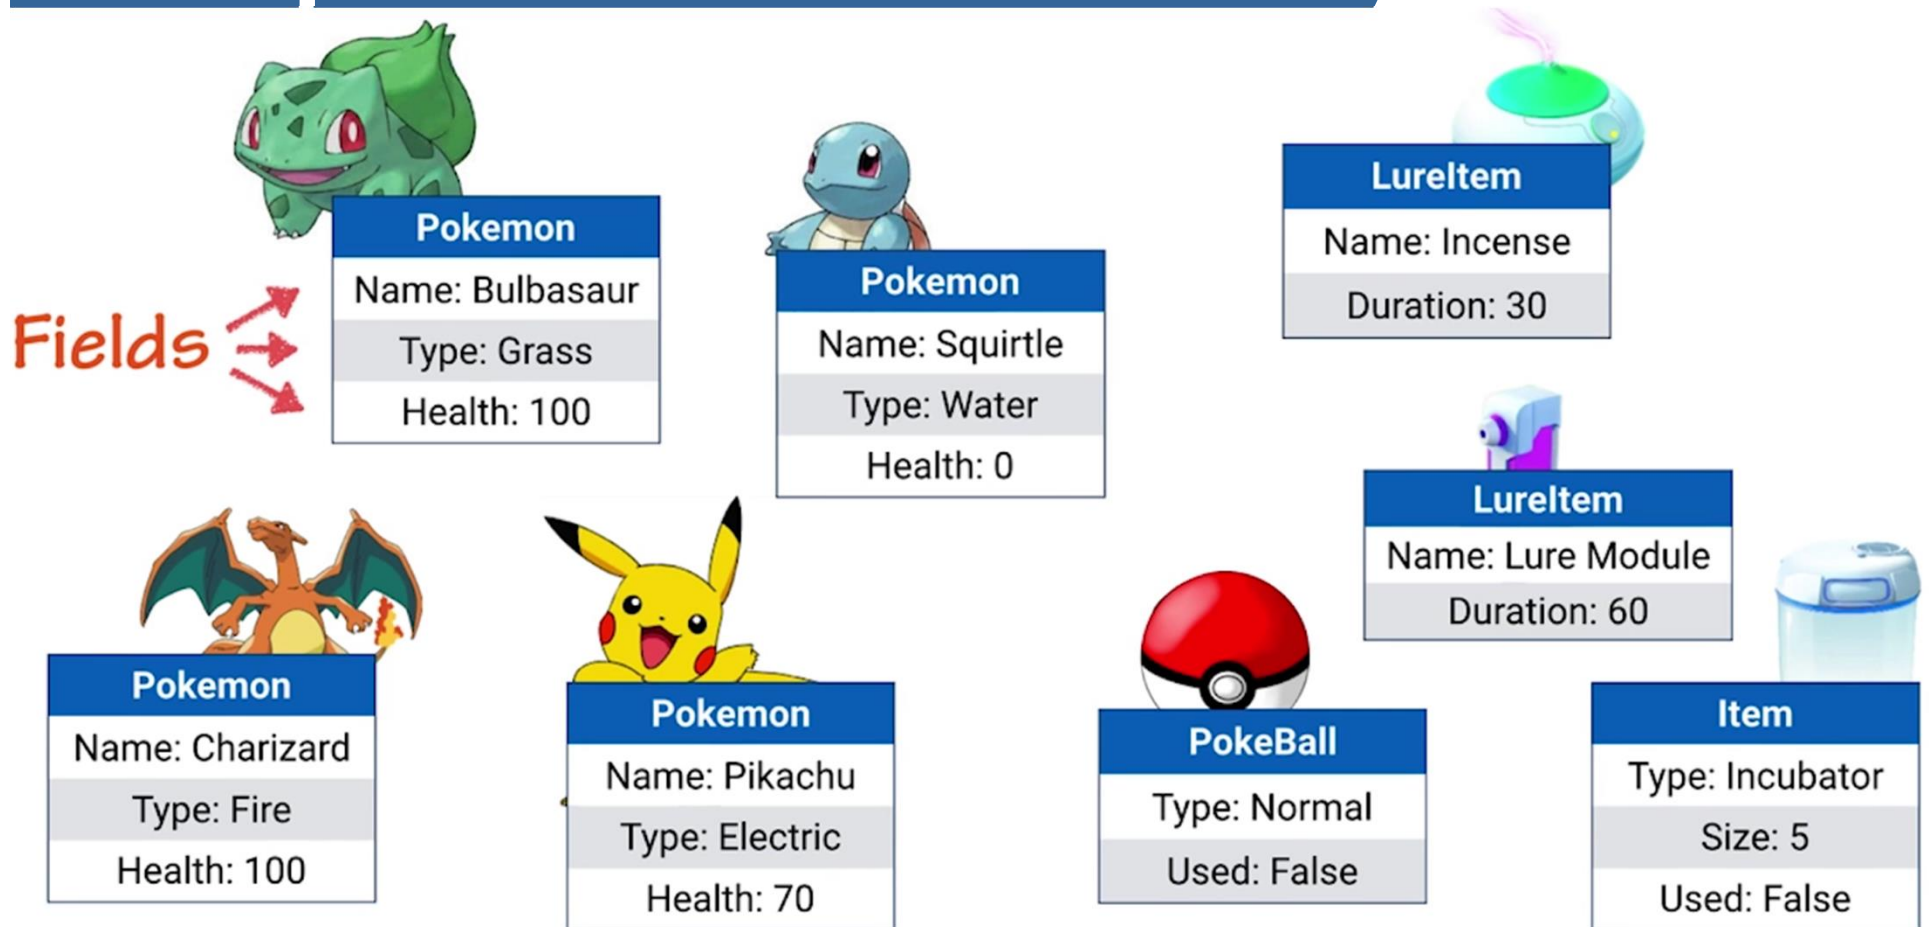 Fields
Pokemon
Name: Bulbasaur
Type: Grass
Health: 100
Pokemon
Name: Squirtle
Type: Water
Health: 0
LureItem
Name: Incense
Duration: 30
LureItem
Name: Lure Module
Duration: 60
Pokemon
Name: Charizard
Type: Fire
Health: 100
Pokemon
Name: Pikachu
Type: Electric
Health: 70
PokeBall
Type: Normal
Used: False
Item
Type: Incubator
Size: 5
Used: False